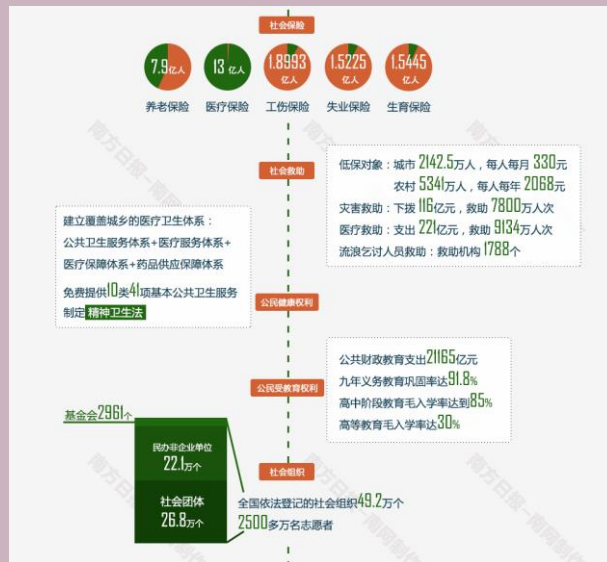 社会保险
7.9亿人
13亿人
1.8993
亿人
1.5225
亿人
1.5445
亿人
养老保险
医疗保险
工伤保险
失业保险
生育保险
社会救助
低保对象：城市2142.5万人，每人每月330元
农村5341万人，每人每年2068元
灾害救助：下拨116亿元，救助7800万人次
医疗救助：支出221亿元，救助9134万人次
流浪乞讨人员救助：救助机构1788个
建立覆盖城乡的医疗卫生体系：
公共卫生服务体系+医疗服务体系+
医疗保障体系+药品供应保障体系
免费提供10类41项基本公共卫生服务
制定精神卫生法
公民健康权利
公共财政教育支出21165亿元
九年义务教育巩固率达91.8%
高中阶段教育毛入学率达到85%
高等教育毛入学率达30%
公民受教育权利
基金会2961个
民办非企业单位
22.1万个
社会团体
26.8万个
社会组织
全国依法登记的社会组织49.2万个
2500多万名志愿者
南方日报-南网制作